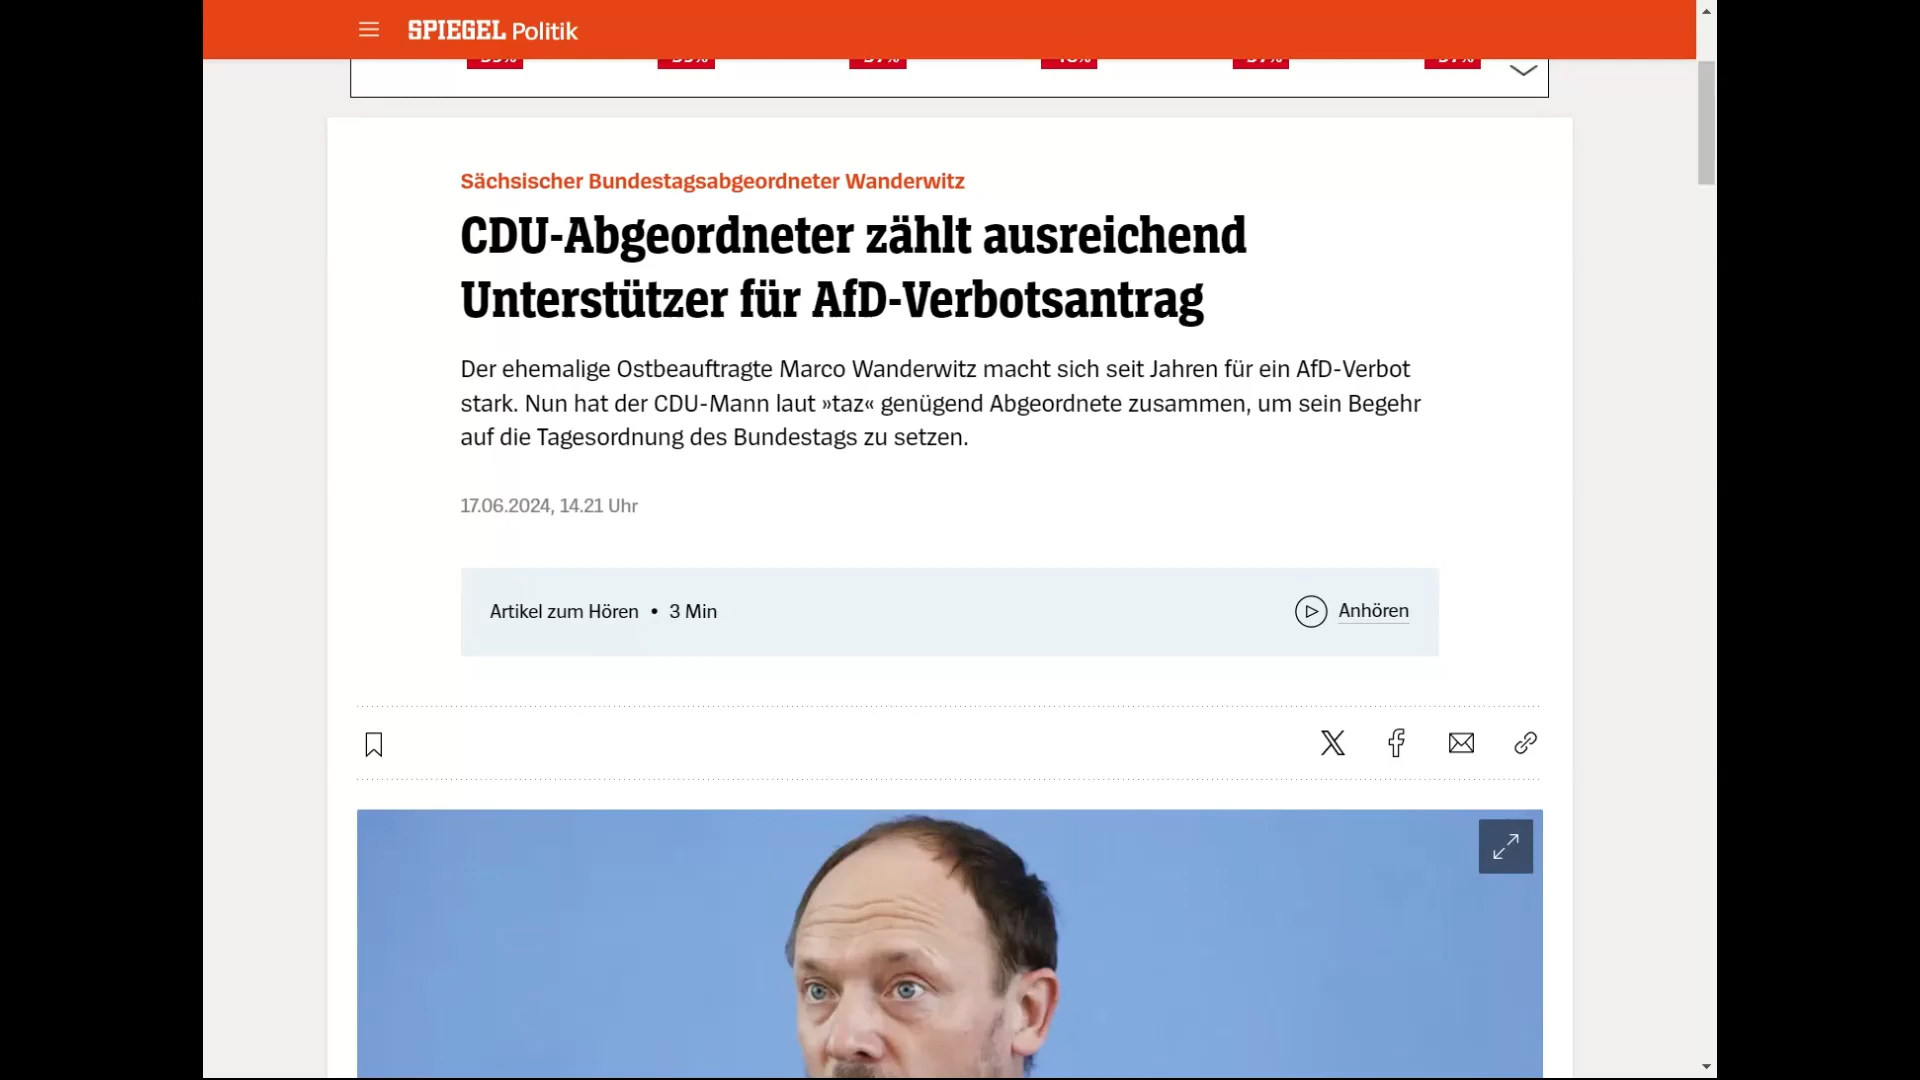 SPIEGEL Politik
Sächsischer Bundestagsabgeordneter Wanderwitz
CDU-Abgeordneter zählt ausreichend
Unterstützer für AfD-Verbotsantrag
Der ehemalige Ostbeauftragte Marco Wanderwitz macht sich seit Jahren für ein AfD-Verbot
stark. Nun hat der CDU-Mann laut »taz« genügend Abgeordnete zusammen, um sein Begehr
auf die Tagesordnung des Bundestags zu setzen.
17.06.2024, 14.21 Uhr
Artikel zum Hören • 3 Min
Anhören